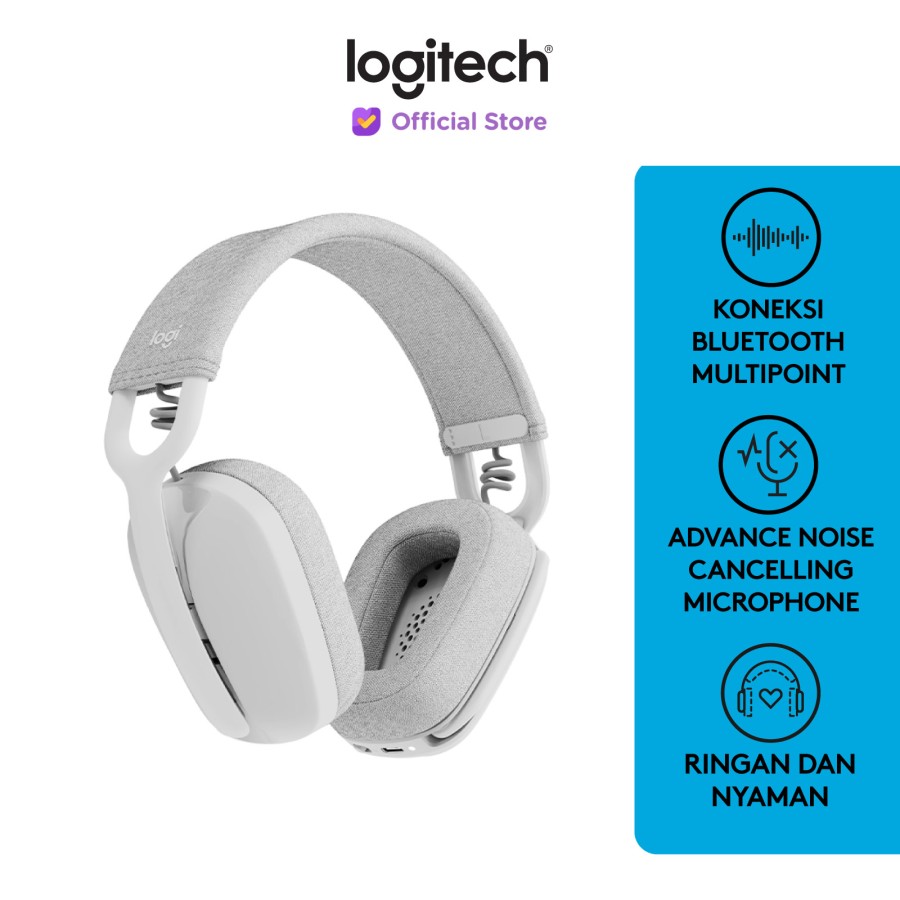 logitech®
Official Store
logi
KONEKSI
BLUETOOTH
MULTIPOINT
ADVANCE NOISE
CANCELLING
MICROPHONE
RINGAN DAN
NYAMAN